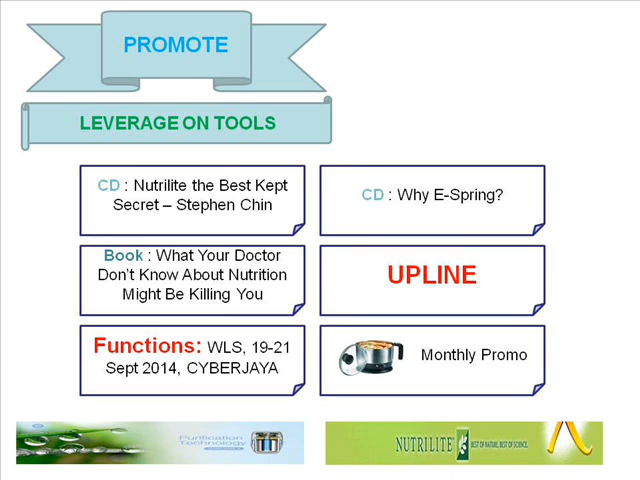 PROMOTE
LEVERAGE ON TOOLS
CD : Nutrilite the Best Kept
Secret – Stephen Chin
CD : Why E-Spring?
Book : What Your Doctor
Don't Know About Nutrition
Might Be Killing You
UPLINE
Functions: WLS, 19-21
Sept 2014, CYBERJAYA
Monthly Promo
Purification
Technology
NUTRILITE BEST OF NATURE, BEST OF SCIENCE.